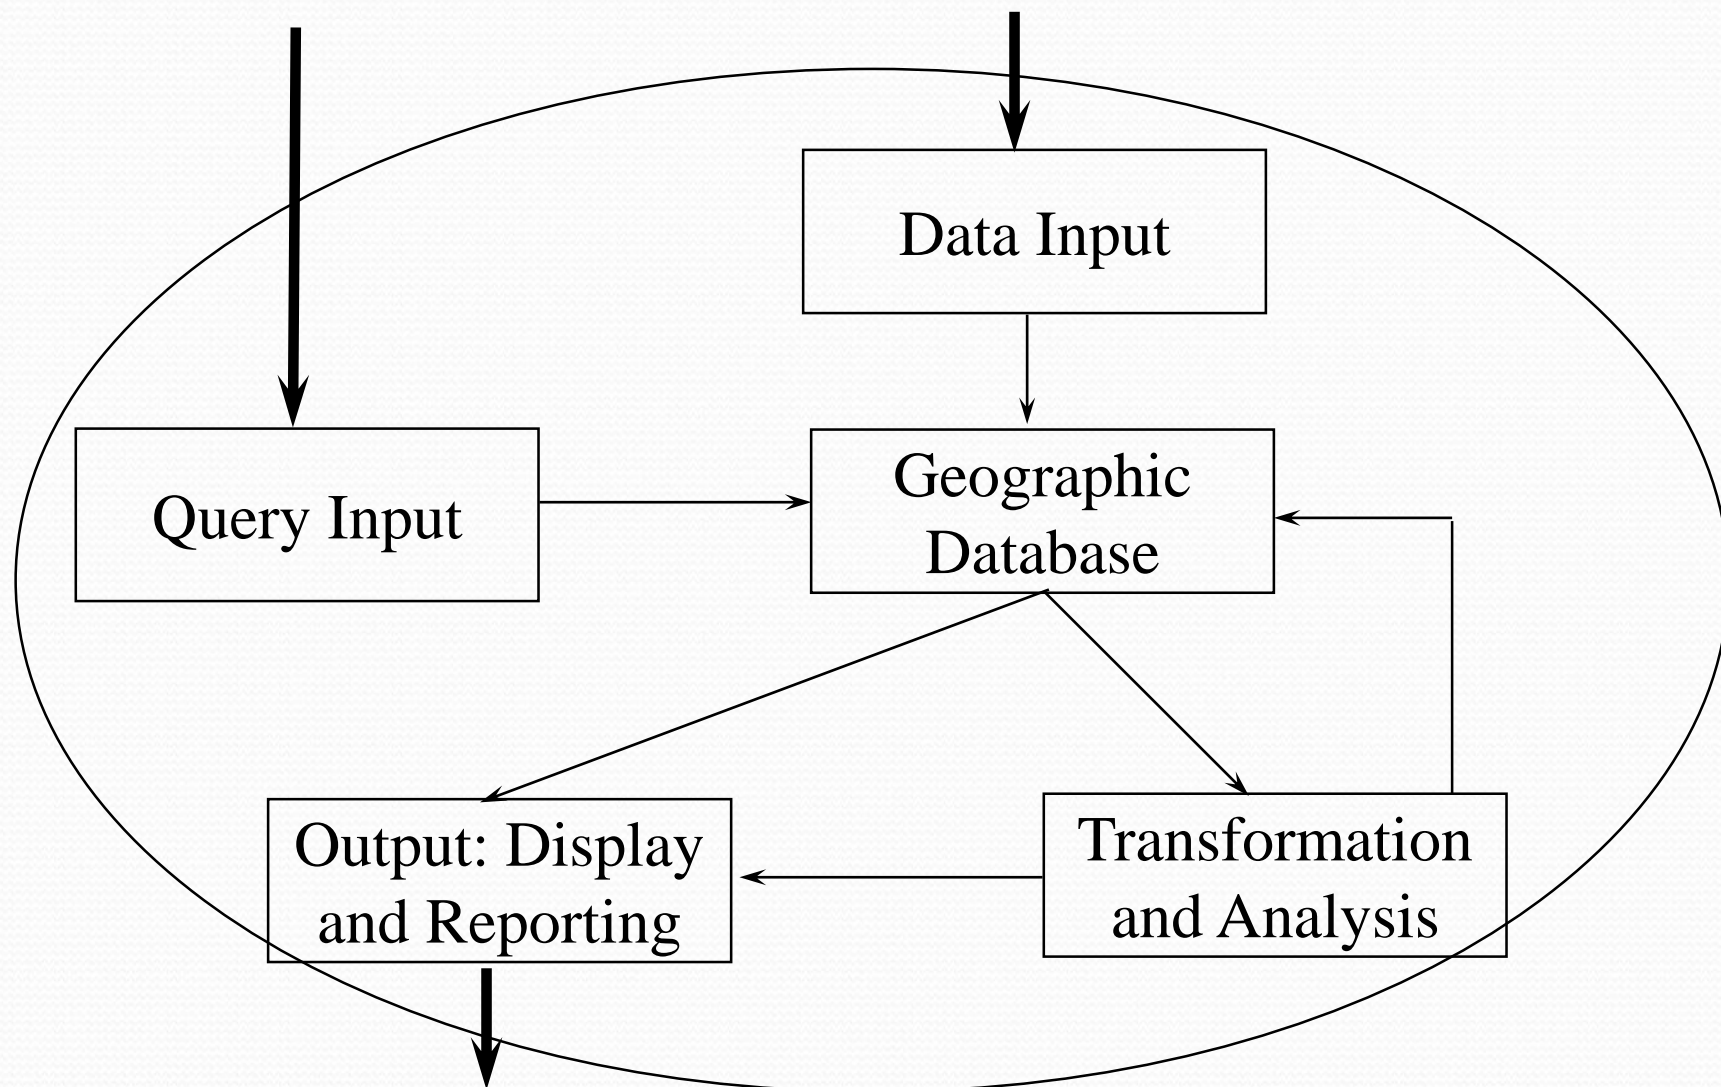 Data Input
Query Input
Geographic
Database
Output: Display
and Reporting
Transformation
and Analysis